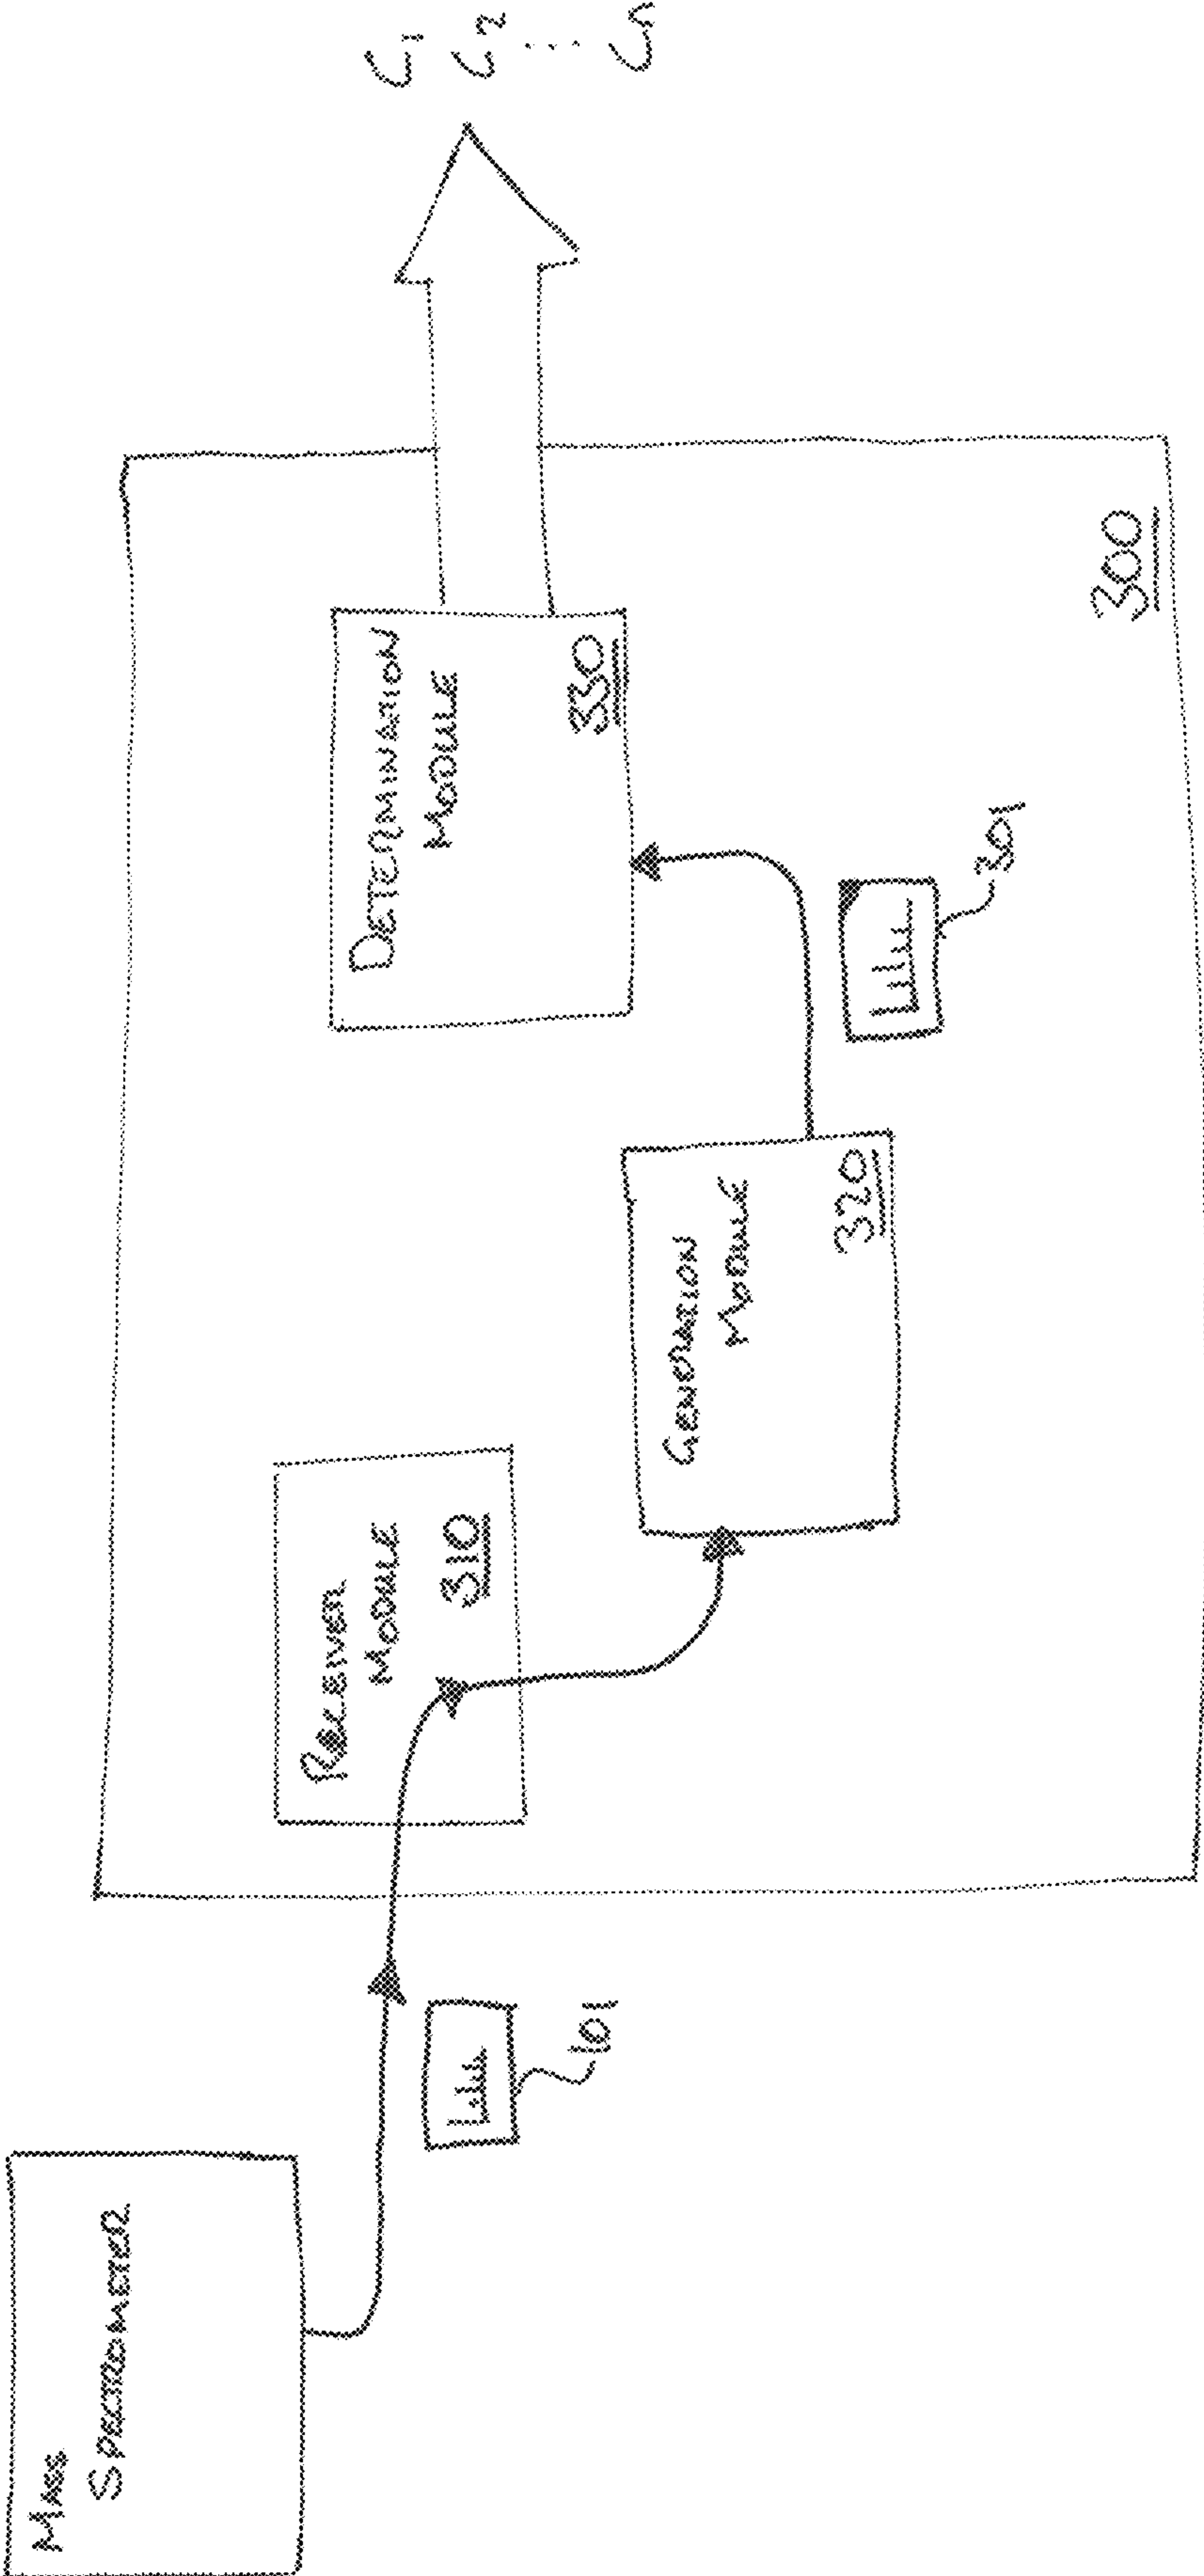 Mass
Spectrometer
101
Receiver
Module
310
Generation
Module
320
301
Determination
Module
330
300
C1
C2
...
Cn